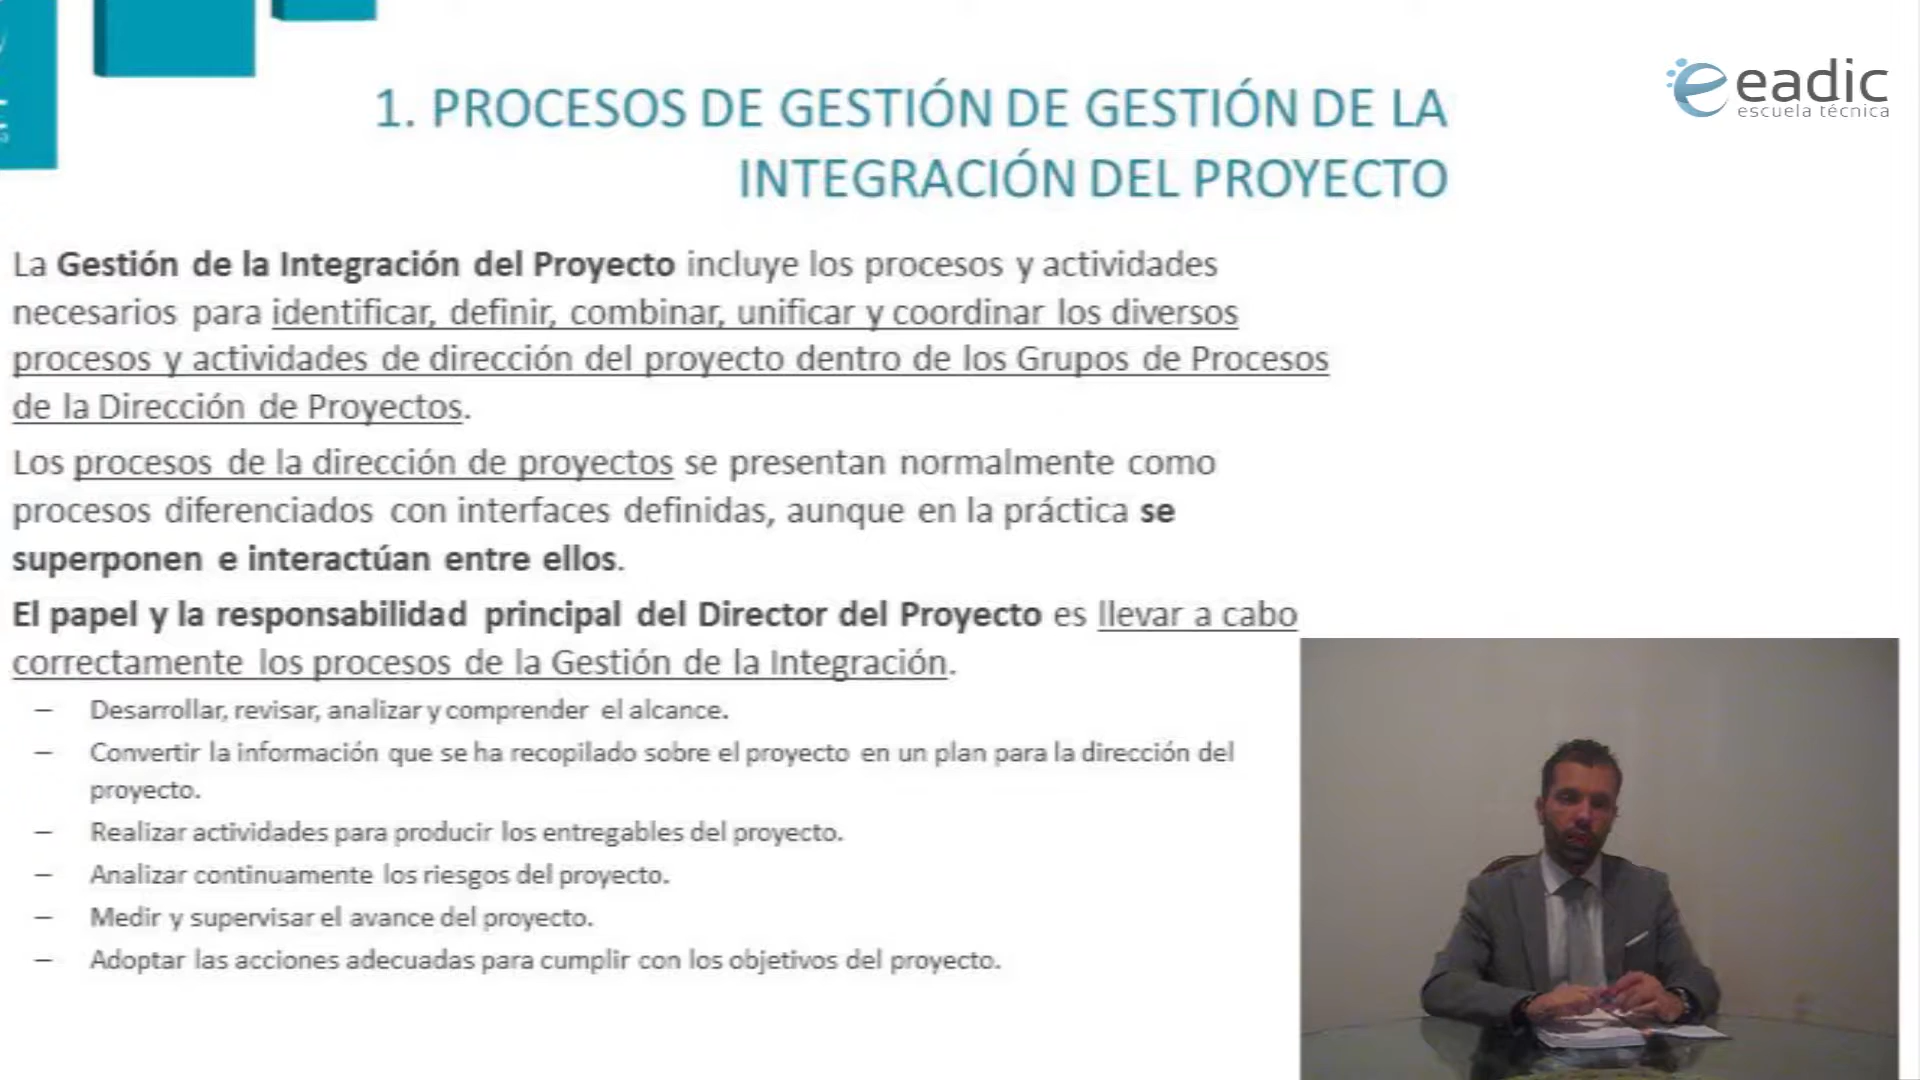 eadic
escuela técnica
1. PROCESOS DE GESTIÓN DE GESTIÓN DE LA
INTEGRACIÓN DEL PROYECTO
La Gestión de la Integración del Proyecto incluye los procesos y actividades
necesarios para identificar, definir, combinar, unificar y coordinar los diversos
procesos y actividades de dirección del proyecto dentro de los Grupos de Procesos
de la Dirección de Proyectos.
Los procesos de la dirección de proyectos se presentan normalmente como
procesos diferenciados con interfaces definidas, aunque en la práctica se
superponen e interactúan entre ellos.
El papel y la responsabilidad principal del Director del Proyecto es llevar a cabo
correctamente los procesos de la Gestión de la Integración.
– Desarrollar, revisar, analizar y comprender el alcance.
– Convertir la información que se ha recopilado sobre el proyecto en un plan para la dirección del
proyecto.
– Realizar actividades para producir los entregables del proyecto.
– Analizar continuamente los riesgos del proyecto.
– Medir y supervisar el avance del proyecto.
– Adoptar las acciones adecuadas para cumplir con los objetivos del proyecto.